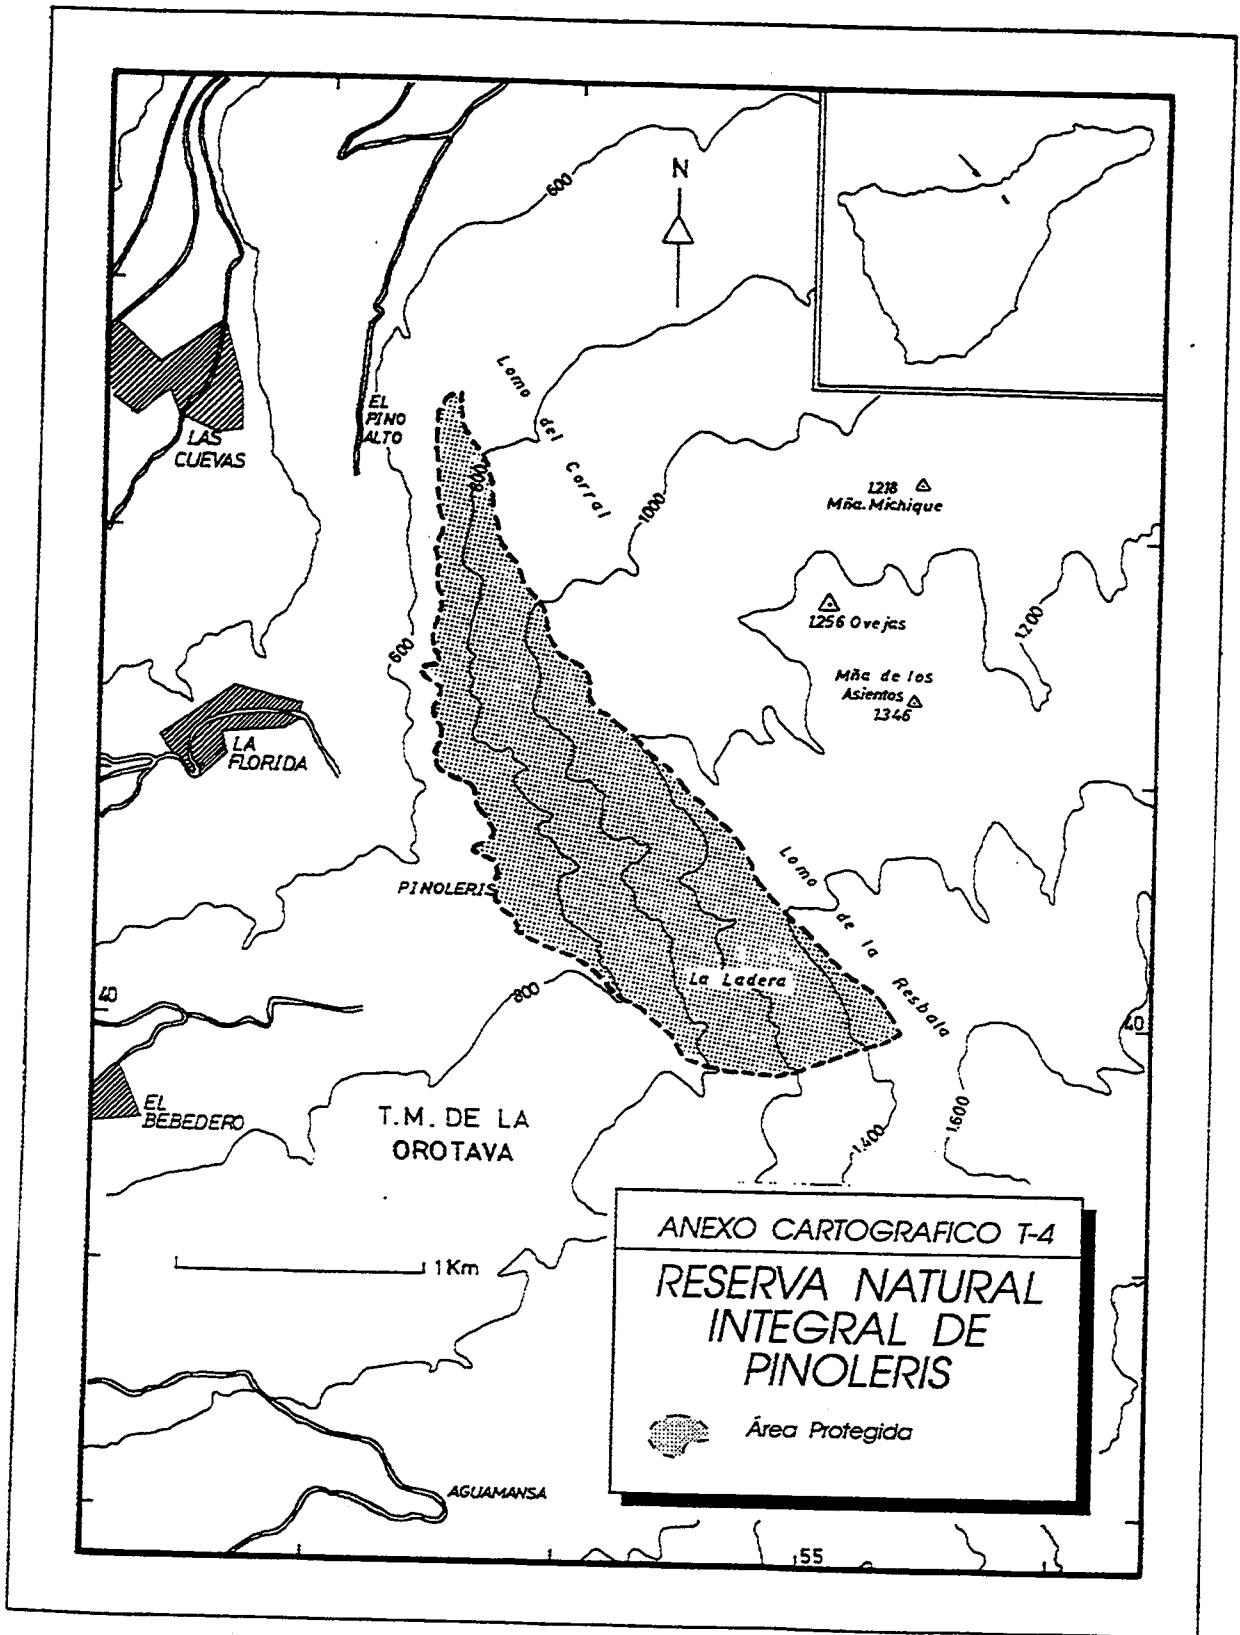 N
600
Lomo del Corral
EL
PINO
ALTO
LAS
CUEVAS
800
1000
1218
Mña. Michique
1256 Ovejas
1200
Mña de los
Asientos
1346
600
LA
FLORIDA
PINOLERIS
Lomo de la Resbala
La Ladera
800
40
40
EL
BEBEDERO
T.M. DE LA
OROTAVA
1.400
1.600
1 Km
ANEXO CARTOGRAFICO T-4
RESERVA NATURAL
INTEGRAL DE
PINOLERIS
Área Protegida
AGUAMANSA
55